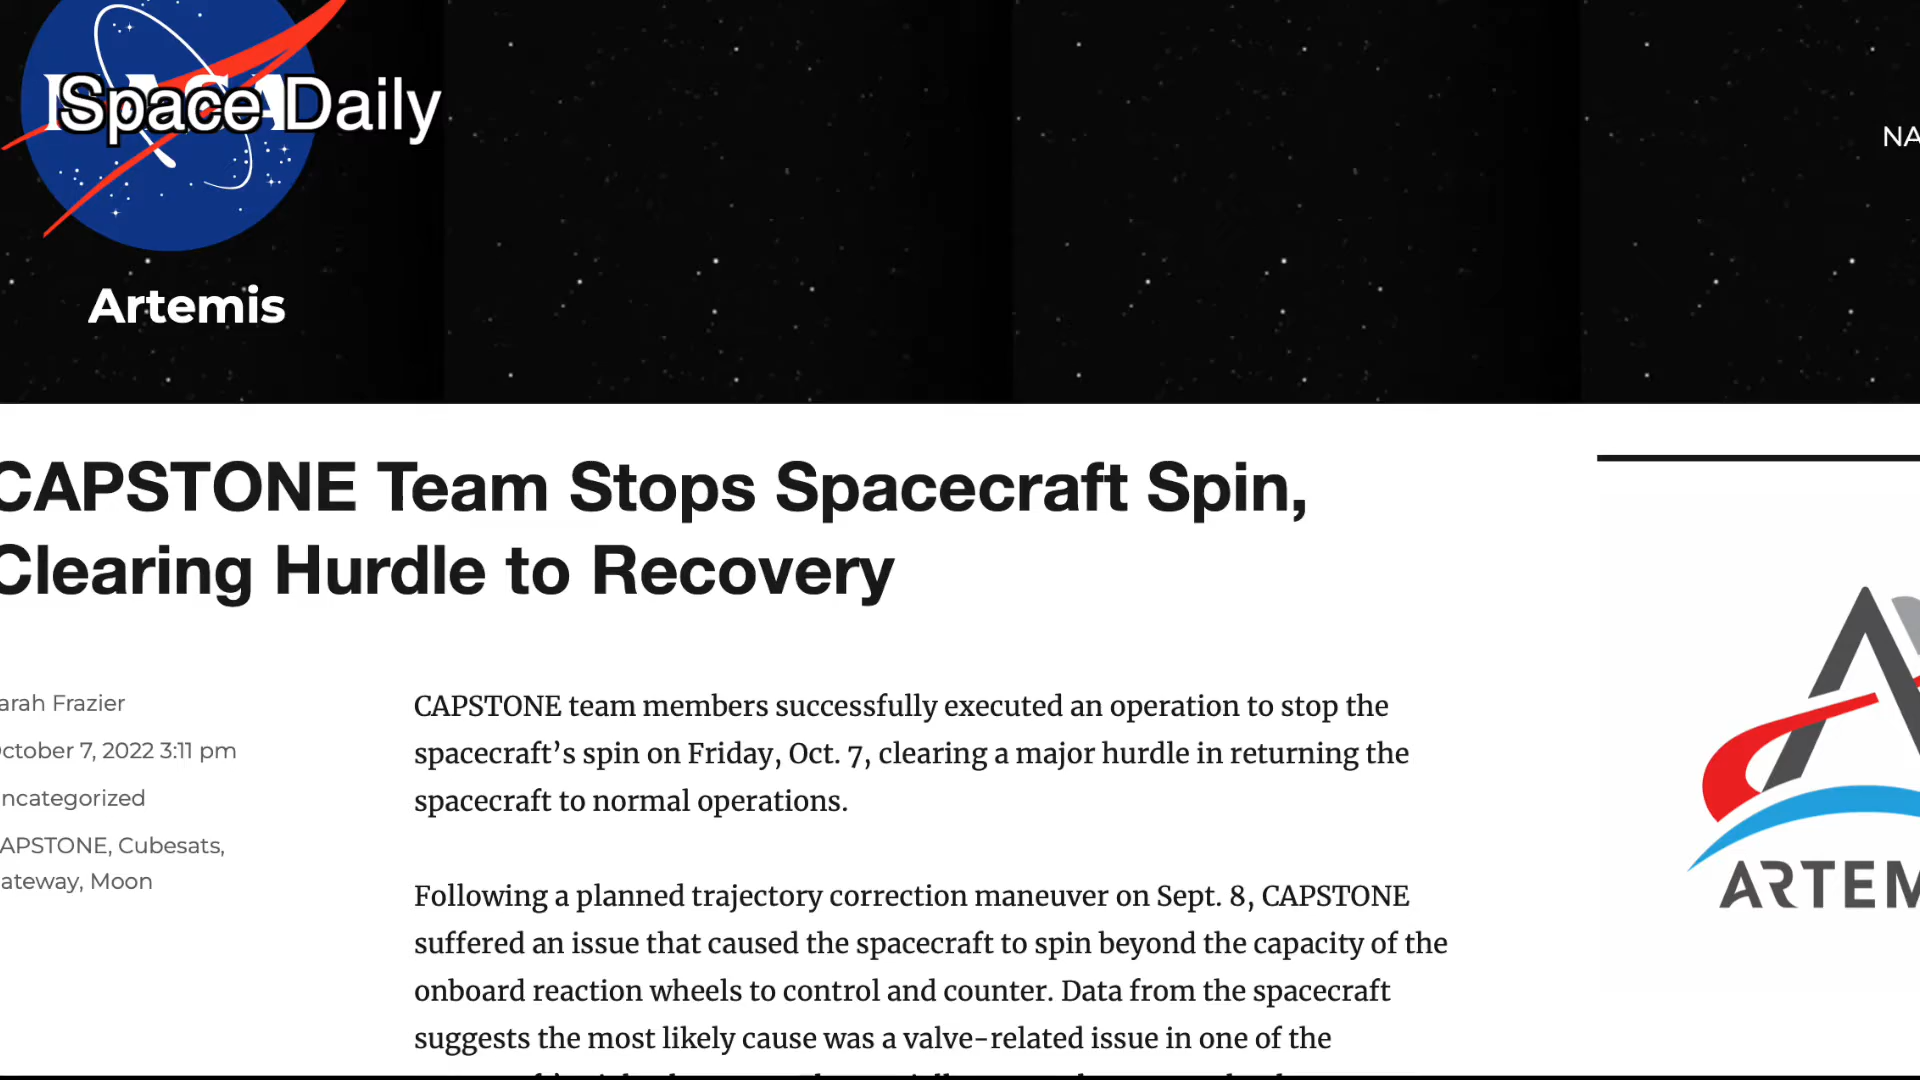 Space Daily
NA
Artemis
CAPSTONE Team Stops Spacecraft Spin,
Clearing Hurdle to Recovery
arah Frazier
ctober 7, 2022 3:11 pm
ncategorized
APSTONE, Cubesats,
ateway, Moon
CAPSTONE team members successfully executed an operation to stop the
spacecraft’s spin on Friday, Oct. 7, clearing a major hurdle in returning the
spacecraft to normal operations.
Following a planned trajectory correction maneuver on Sept. 8, CAPSTONE
suffered an issue that caused the spacecraft to spin beyond the capacity of the
onboard reaction wheels to control and counter. Data from the spacecraft
suggests the most likely cause was a valve-related issue in one of the
ARTEM